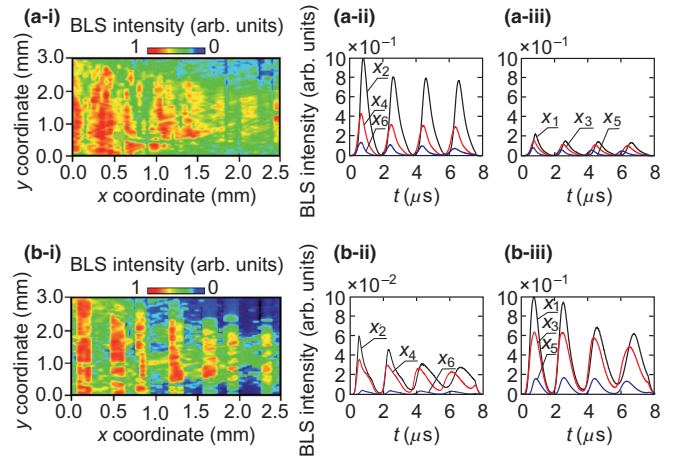 (a-i)
BLS intensity (arb. units)
1 0
y coordinate (mm)
3.0
2.0
1.0
0.0
0.0 0.5 1.0 1.5 2.0 2.5
x coordinate (mm)
(a-ii)
BLS intensity (arb. units)
×10⁻¹
10
8
6
4
2
0
x₂
x₄
x₆
0 2 4 6 8
t (μs)
(a-iii)
×10⁻¹
10
8
6
4
2
0
x₁ x₃ x₅
0 2 4 6 8
t (μs)
(b-i)
BLS intensity (arb. units)
1 0
y coordinate (mm)
3.0
2.0
1.0
0.0
0.0 0.5 1.0 1.5 2.0 2.5
x coordinate (mm)
(b-ii)
BLS intensity (arb. units)
×10⁻²
10
8
6
4
2
0
x₂
x₄
x₆
0 2 4 6 8
t (μs)
(b-iii)
×10⁻¹
10
8
6
4
2
0
x₁
x₃
x₅
0 2 4 6 8
t (μs)